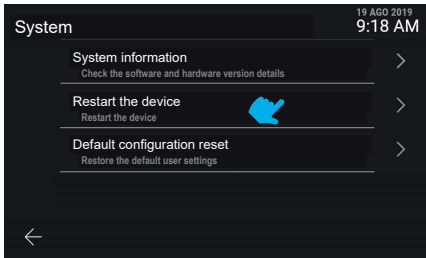 19 AGO 2019
System
9:18 AM
System information
Check the software and hardware version details
Restart the device
Restart the device
Default configuration reset
Restore the default user settings